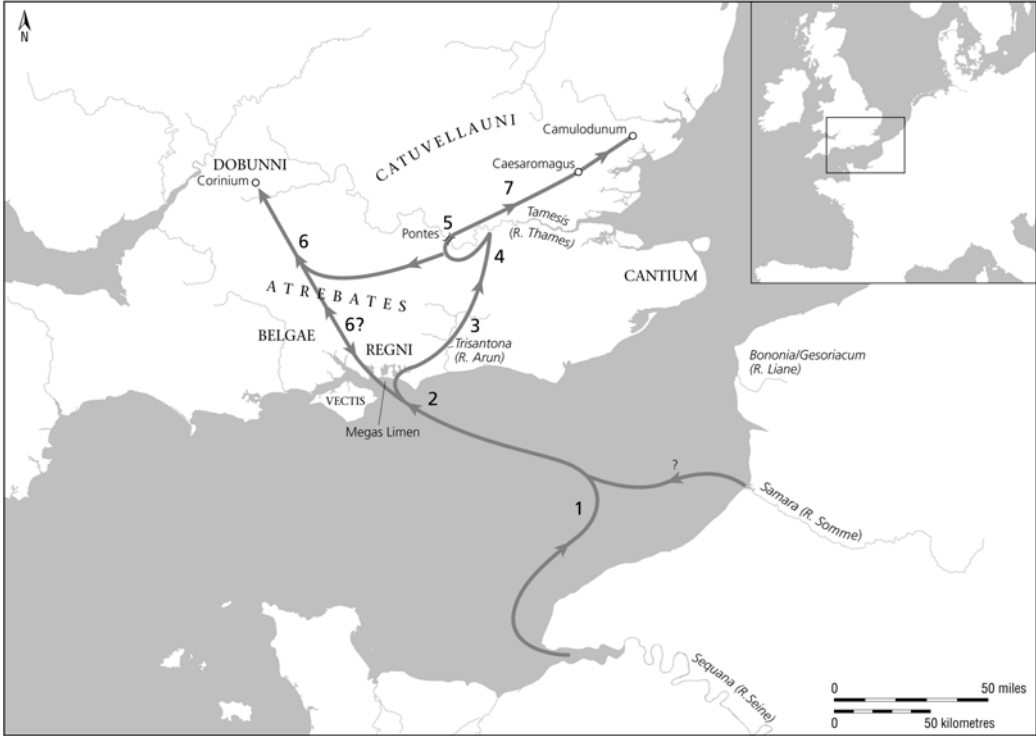 N
CATUVELLAUNI
Camulodunum
DOBUNNI
Corinium
Caesaromagus
7
5
Tamesis
(R. Thames)
Pontes
6
4
CANTIUM
ATREBATES
6?
3
BELGAE
REGNI
Trisantona
(R. Arun)
Bononia/Gesoriacum
(R. Liane)
VECTIS
2
Megas Limen
?
1
Samara (R. Somme)
Sequana (R.Seine)
0 50 miles
0 50 kilometres